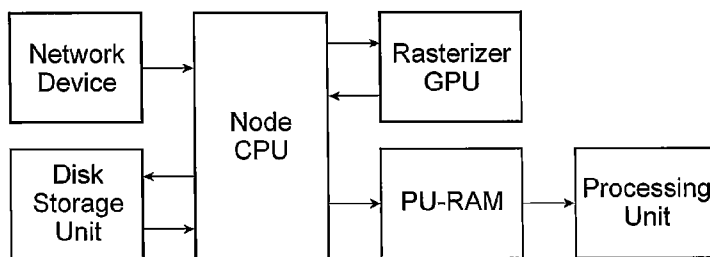 Network
Device
Node
CPU
Rasterizer
GPU
Disk
Storage
Unit
PU-RAM
Processing
Unit